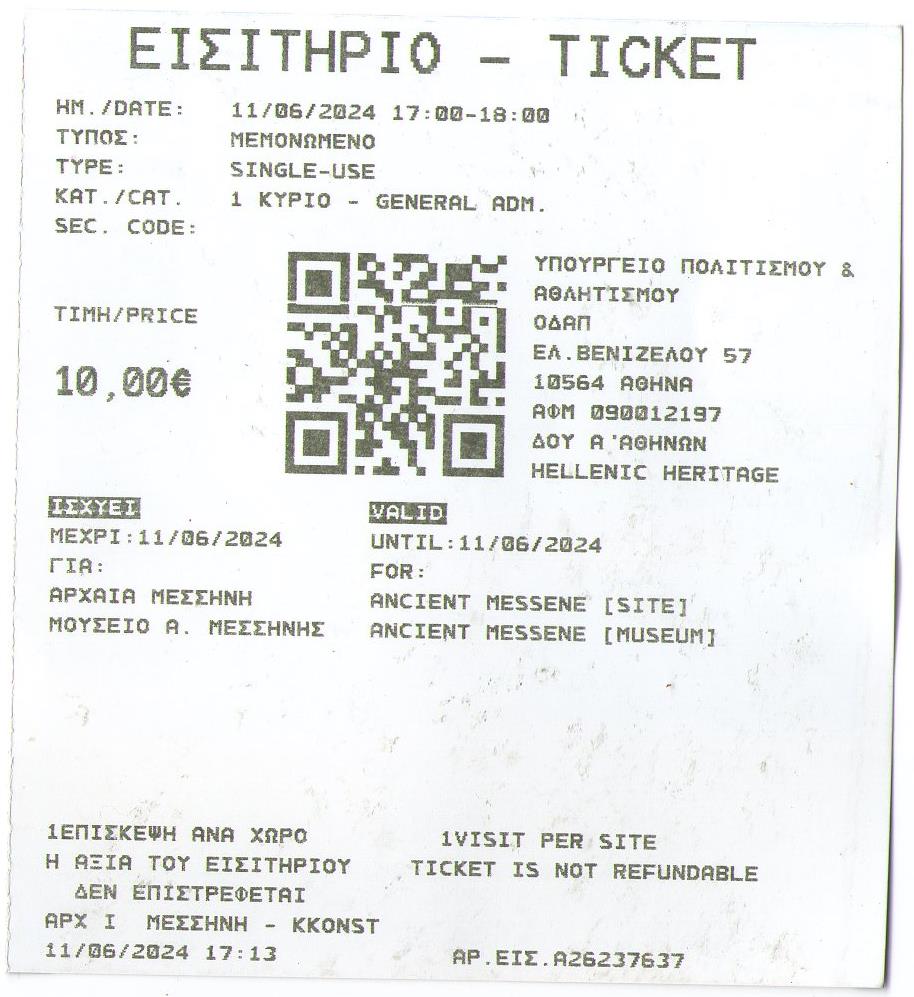 ΕΙΣΙΤΗΡΙΟ - TICKET
ΗΜ./DATE: 11/06/2024 17:00-18:00
ΤΥΠΟΣ: ΜΕΜΟΝΩΜΕΝΟ
TYPE: SINGLE-USE
ΚΑΤ./CAT. 1 ΚΥΡΙΟ - GENERAL ADM.
SEC. CODE:
ΤΙΜΗ/PRICE
10,00€
ΥΠΟΥΡΓΕΙΟ ΠΟΛΙΤΙΣΜΟΥ &
ΑΘΛΗΤΙΣΜΟΥ
ΟΔΑΠ
ΕΛ.ΒΕΝΙΖΕΛΟΥ 57
10564 ΑΘΗΝΑ
ΑΦΜ 090012197
ΔΟΥ Α'ΑΘΗΝΩΝ
HELLENIC HERITAGE
ΙΣΧΥΕΙ
ΜΕΧΡΙ:11/06/2024
ΓΙΑ:
ΑΡΧΑΙΑ ΜΕΣΣΗΝΗ
ΜΟΥΣΕΙΟ Α. ΜΕΣΣΗΝΗΣ
VALID
UNTIL:11/06/2024
FOR:
ANCIENT MESSENE [SITE]
ANCIENT MESSENE [MUSEUM]
1ΕΠΙΣΚΕΨΗ ΑΝΑ ΧΩΡΟ
Η ΑΞΙΑ ΤΟΥ ΕΙΣΙΤΗΡΙΟΥ
ΔΕΝ ΕΠΙΣΤΡΕΦΕΤΑΙ
1VISIT PER SITE
TICKET IS NOT REFUNDABLE
ΑΡΧ Ι ΜΕΣΣΗΝΗ - KKONST
11/06/2024 17:13
ΑΡ.ΕΙΣ.Α26237637